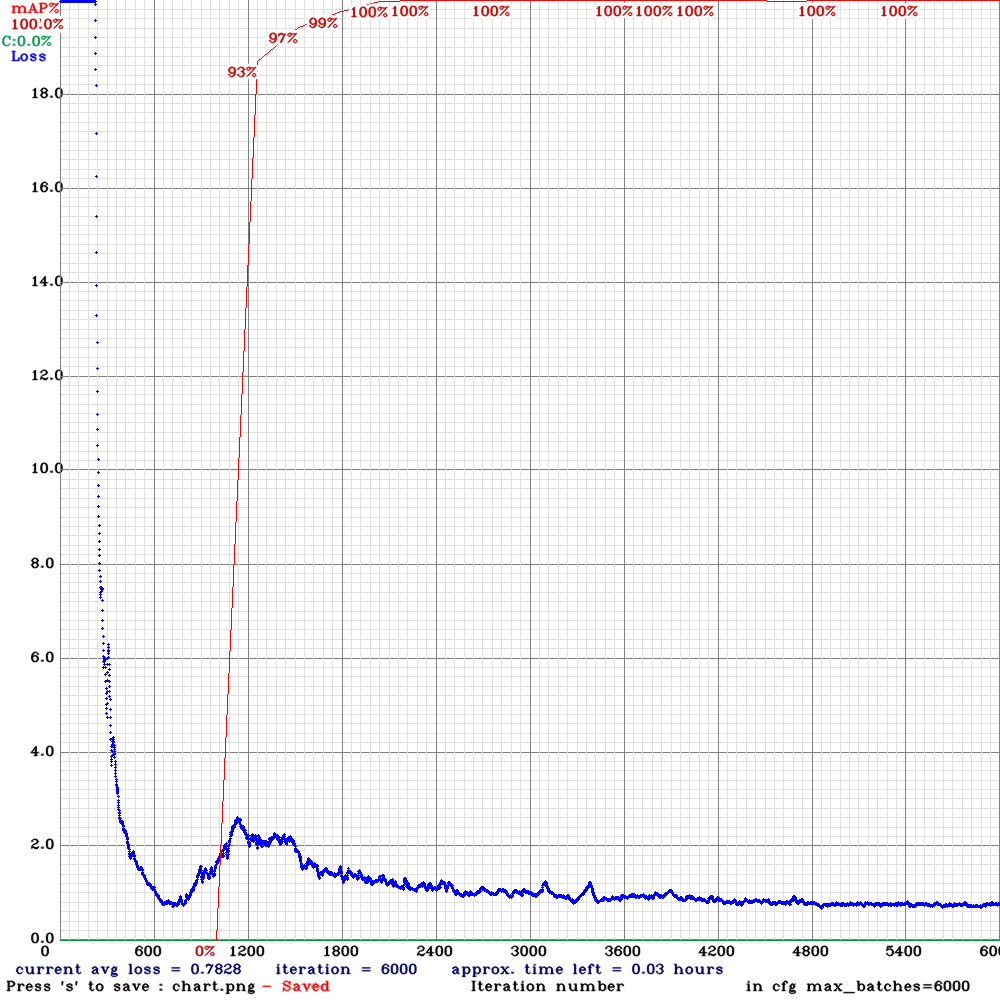 mAP%
100.0%
C:0.0%
Loss
100% 100% 100% 100% 100% 100% 100% 100%
99%
97%
93%
18.0
16.0
14.0
12.0
10.0
8.0
6.0
4.0
2.0
0.0
0 600 0% 1200 1800 2400 3000 3600 4200 4800 5400 600
current avg loss = 0.7828 iteration = 6000 approx. time left = 0.03 hours
Press 's' to save : chart.png - Saved Iteration number in cfg max_batches=6000